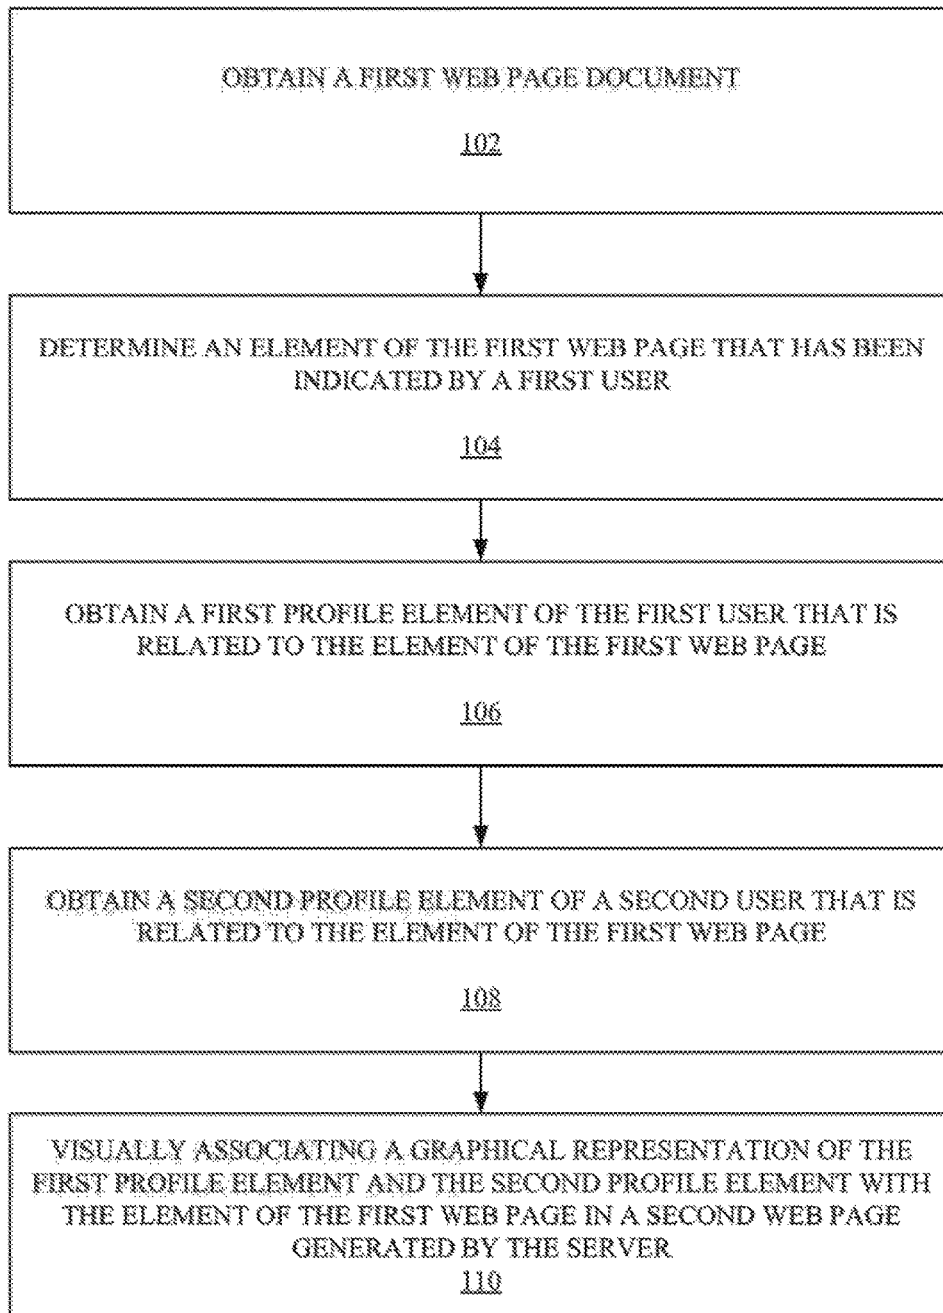 OBTAIN A FIRST WEB PAGE DOCUMENT
102
DETERMINE AN ELEMENT OF THE FIRST WEB PAGE THAT HAS BEEN
INDICATED BY A FIRST USER
104
OBTAIN A FIRST PROFILE ELEMENT OF THE FIRST USER THAT IS
RELATED TO THE ELEMENT OF THE FIRST WEB PAGE
106
OBTAIN A SECOND PROFILE ELEMENT OF A SECOND USER THAT IS
RELATED TO THE ELEMENT OF THE FIRST WEB PAGE
108
VISUALLY ASSOCIATING A GRAPHICAL REPRESENTATION OF THE
FIRST PROFILE ELEMENT AND THE SECOND PROFILE ELEMENT WITH
THE ELEMENT OF THE FIRST WEB PAGE IN A SECOND WEB PAGE
GENERATED BY THE SERVER
110